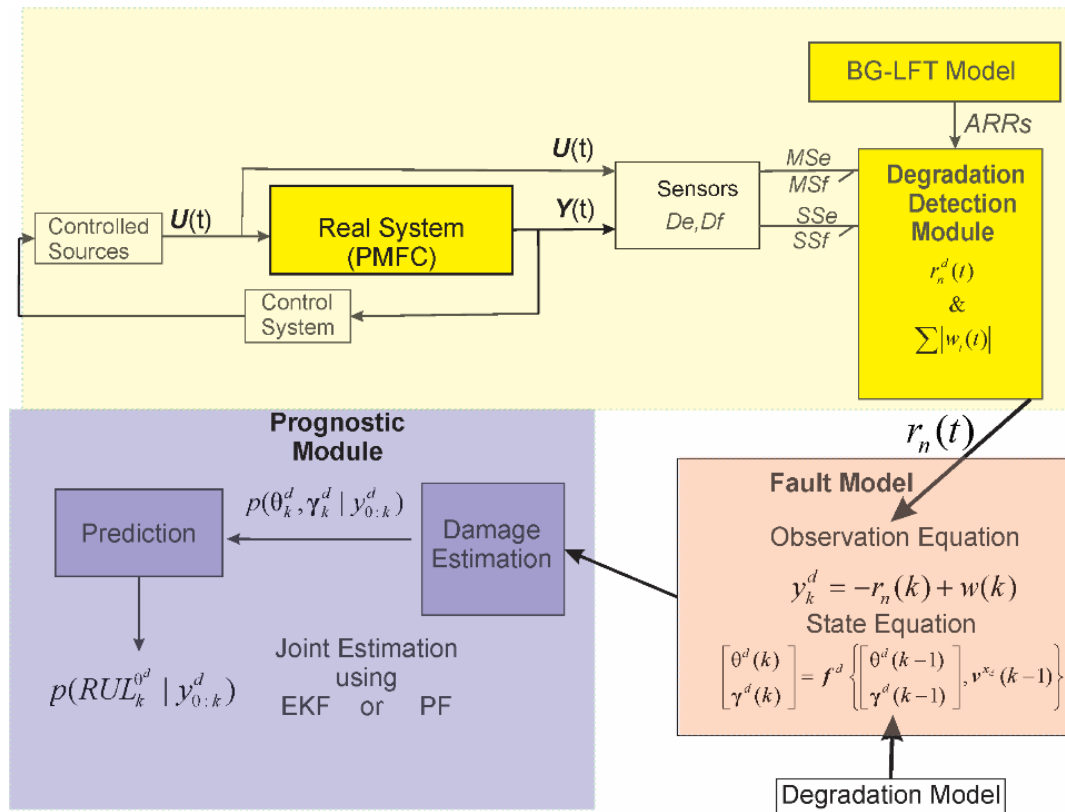 BG-LFT Model
ARRs
U(t)
MSe
MSf
Degradation
Detection
Module
Sensors
De,Df
Controlled
Sources
U(t)
Real System
(PMFC)
Y(t)
SSe
SSf
r_n^d(t)
&
∑|w_i(t)|
Control
System
Prognostic
Module
r_n(t)
Fault Model
p(θ_k^d, γ_k^d | y_{0:k}^d)
Prediction
Damage
Estimation
Observation Equation
y_k^d = −r_n(k) + w(k)
State Equation
[θ^d(k) γ^d(k)] = f^d {[θ^d(k−1) γ^d(k−1)], v^{x_d}(k−1)}
Joint Estimation
using
EKF or PF
p(RUL_k^{θ^d} | y_{0:k}^d)
Degradation Model